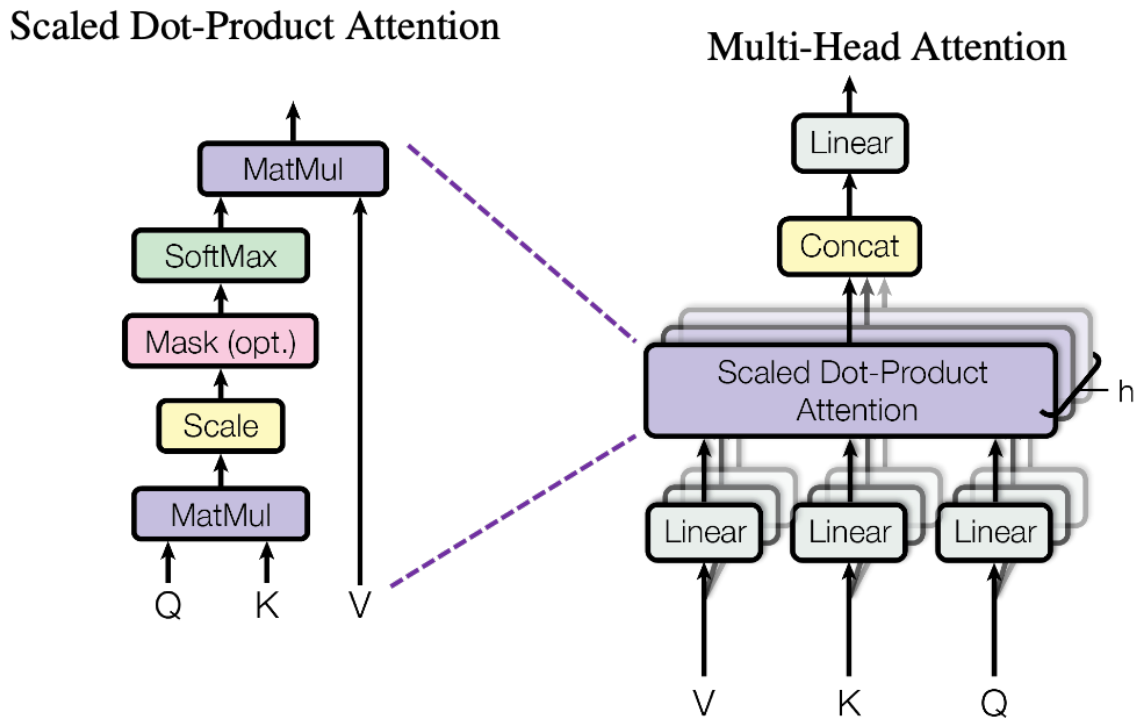 Scaled Dot-Product Attention
MatMul
SoftMax
Mask (opt.)
Scale
MatMul
Q K V
Multi-Head Attention
Linear
Concat
Scaled Dot-Product
Attention
h
Linear Linear Linear
V K Q